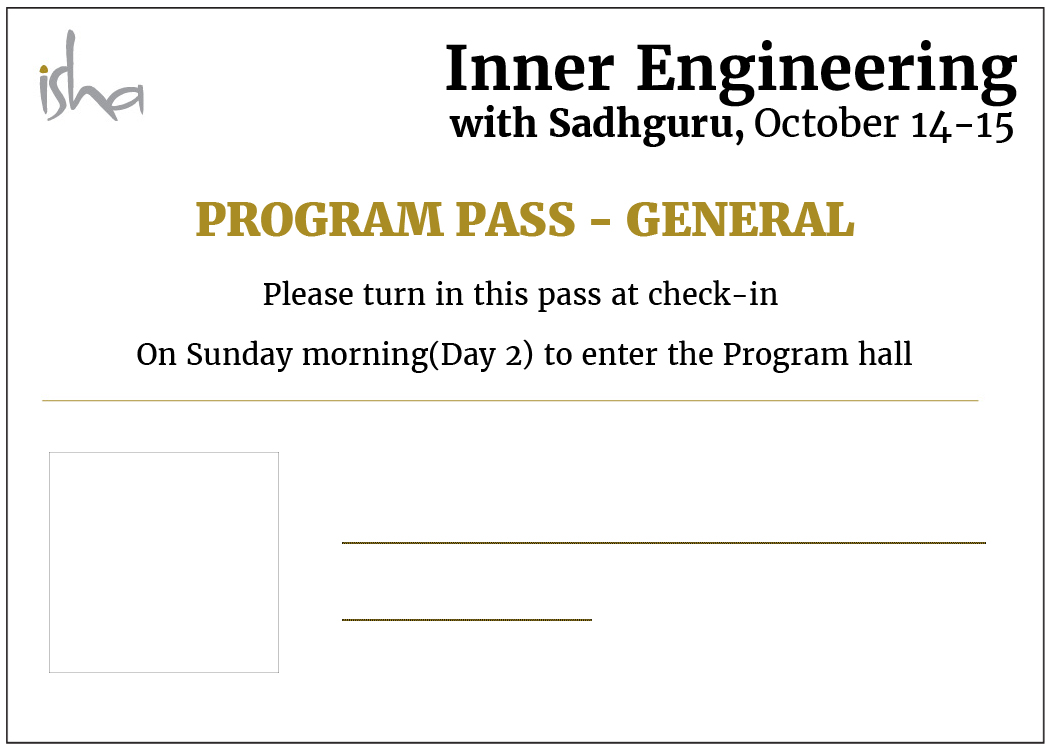 isha
Inner Engineering
with Sadhguru, October 14-15
PROGRAM PASS - GENERAL
Please turn in this pass at check-in
On Sunday morning(Day 2) to enter the Program hall